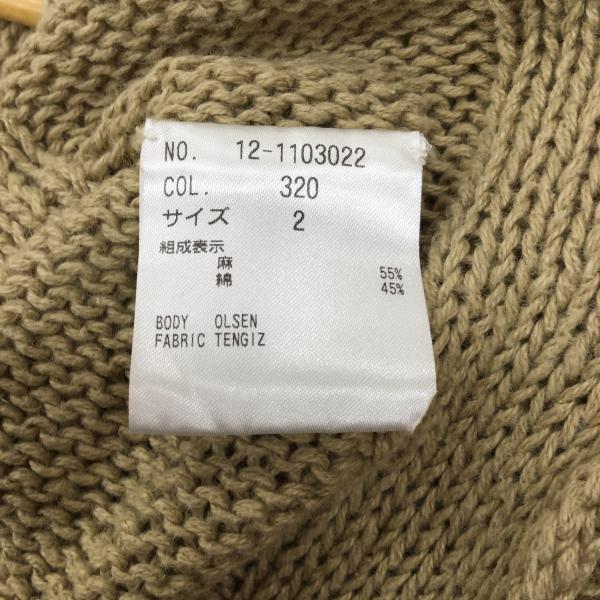 NO. 12-1103022
COL. 320
サイズ 2
組成表示
麻 55%
綿 45%
BODY OLSEN
FABRIC TENGIZ